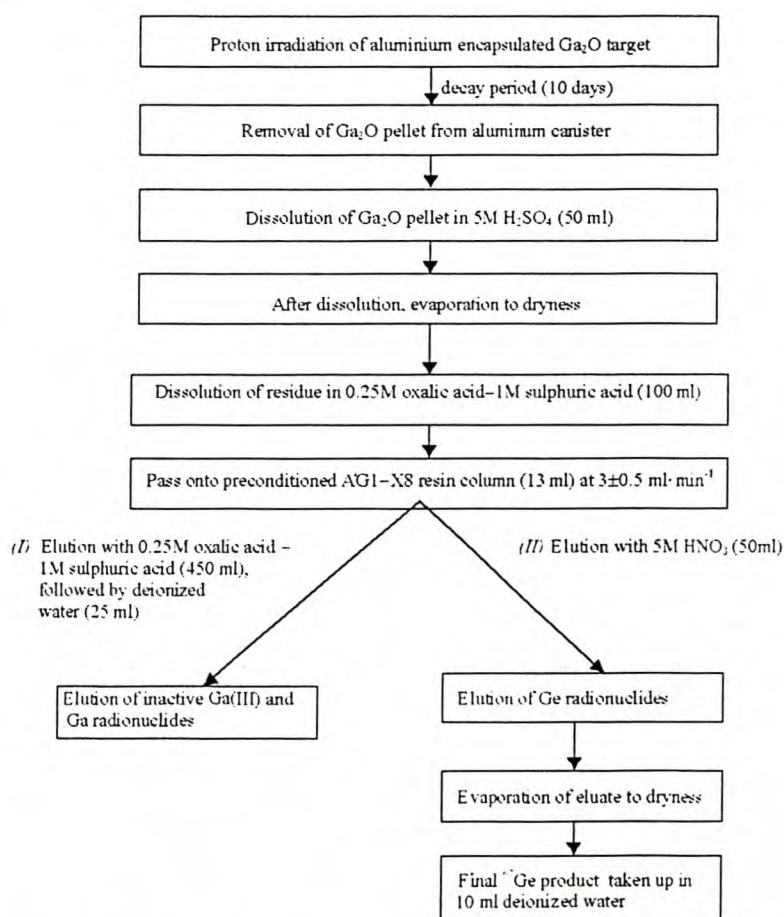 Proton irradiation of aluminium encapsulated Ga₂O target
decay period (10 days)
Removal of Ga₂O pellet from aluminum canister
Dissolution of Ga₂O pellet in 5M H₂SO₄ (50 ml)
After dissolution, evaporation to dryness
Dissolution of residue in 0.25M oxalic acid–1M sulphuric acid (100 ml)
Pass onto preconditioned AG1–X8 resin column (13 ml) at 3±0.5 ml· min⁻¹
(I) Elution with 0.25M oxalic acid –
1M sulphuric acid (450 ml),
followed by deionized
water (25 ml)
(II) Elution with 5M HNO₃ (50ml)
Elution of inactive Ga(III) and
Ga radionuclides
Elution of Ge radionuclides
Evaporation of eluate to dryness
Final Ge product taken up in
10 ml deionized water